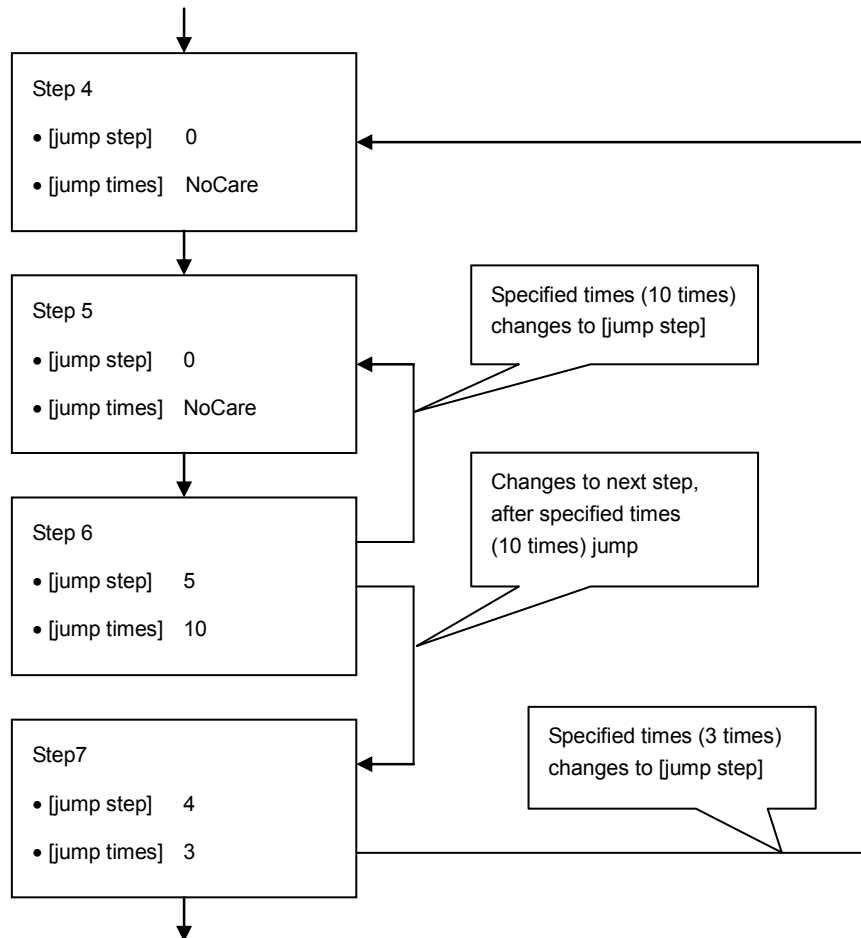 Step 4
• [jump step] 0
• [jump times] NoCare
Step 5
• [jump step] 0
• [jump times] NoCare
Specified times (10 times)
changes to [jump step]
Step 6
• [jump step] 5
• [jump times] 10
Changes to next step,
after specified times
(10 times) jump
Step7
• [jump step] 4
• [jump times] 3
Specified times (3 times)
changes to [jump step]